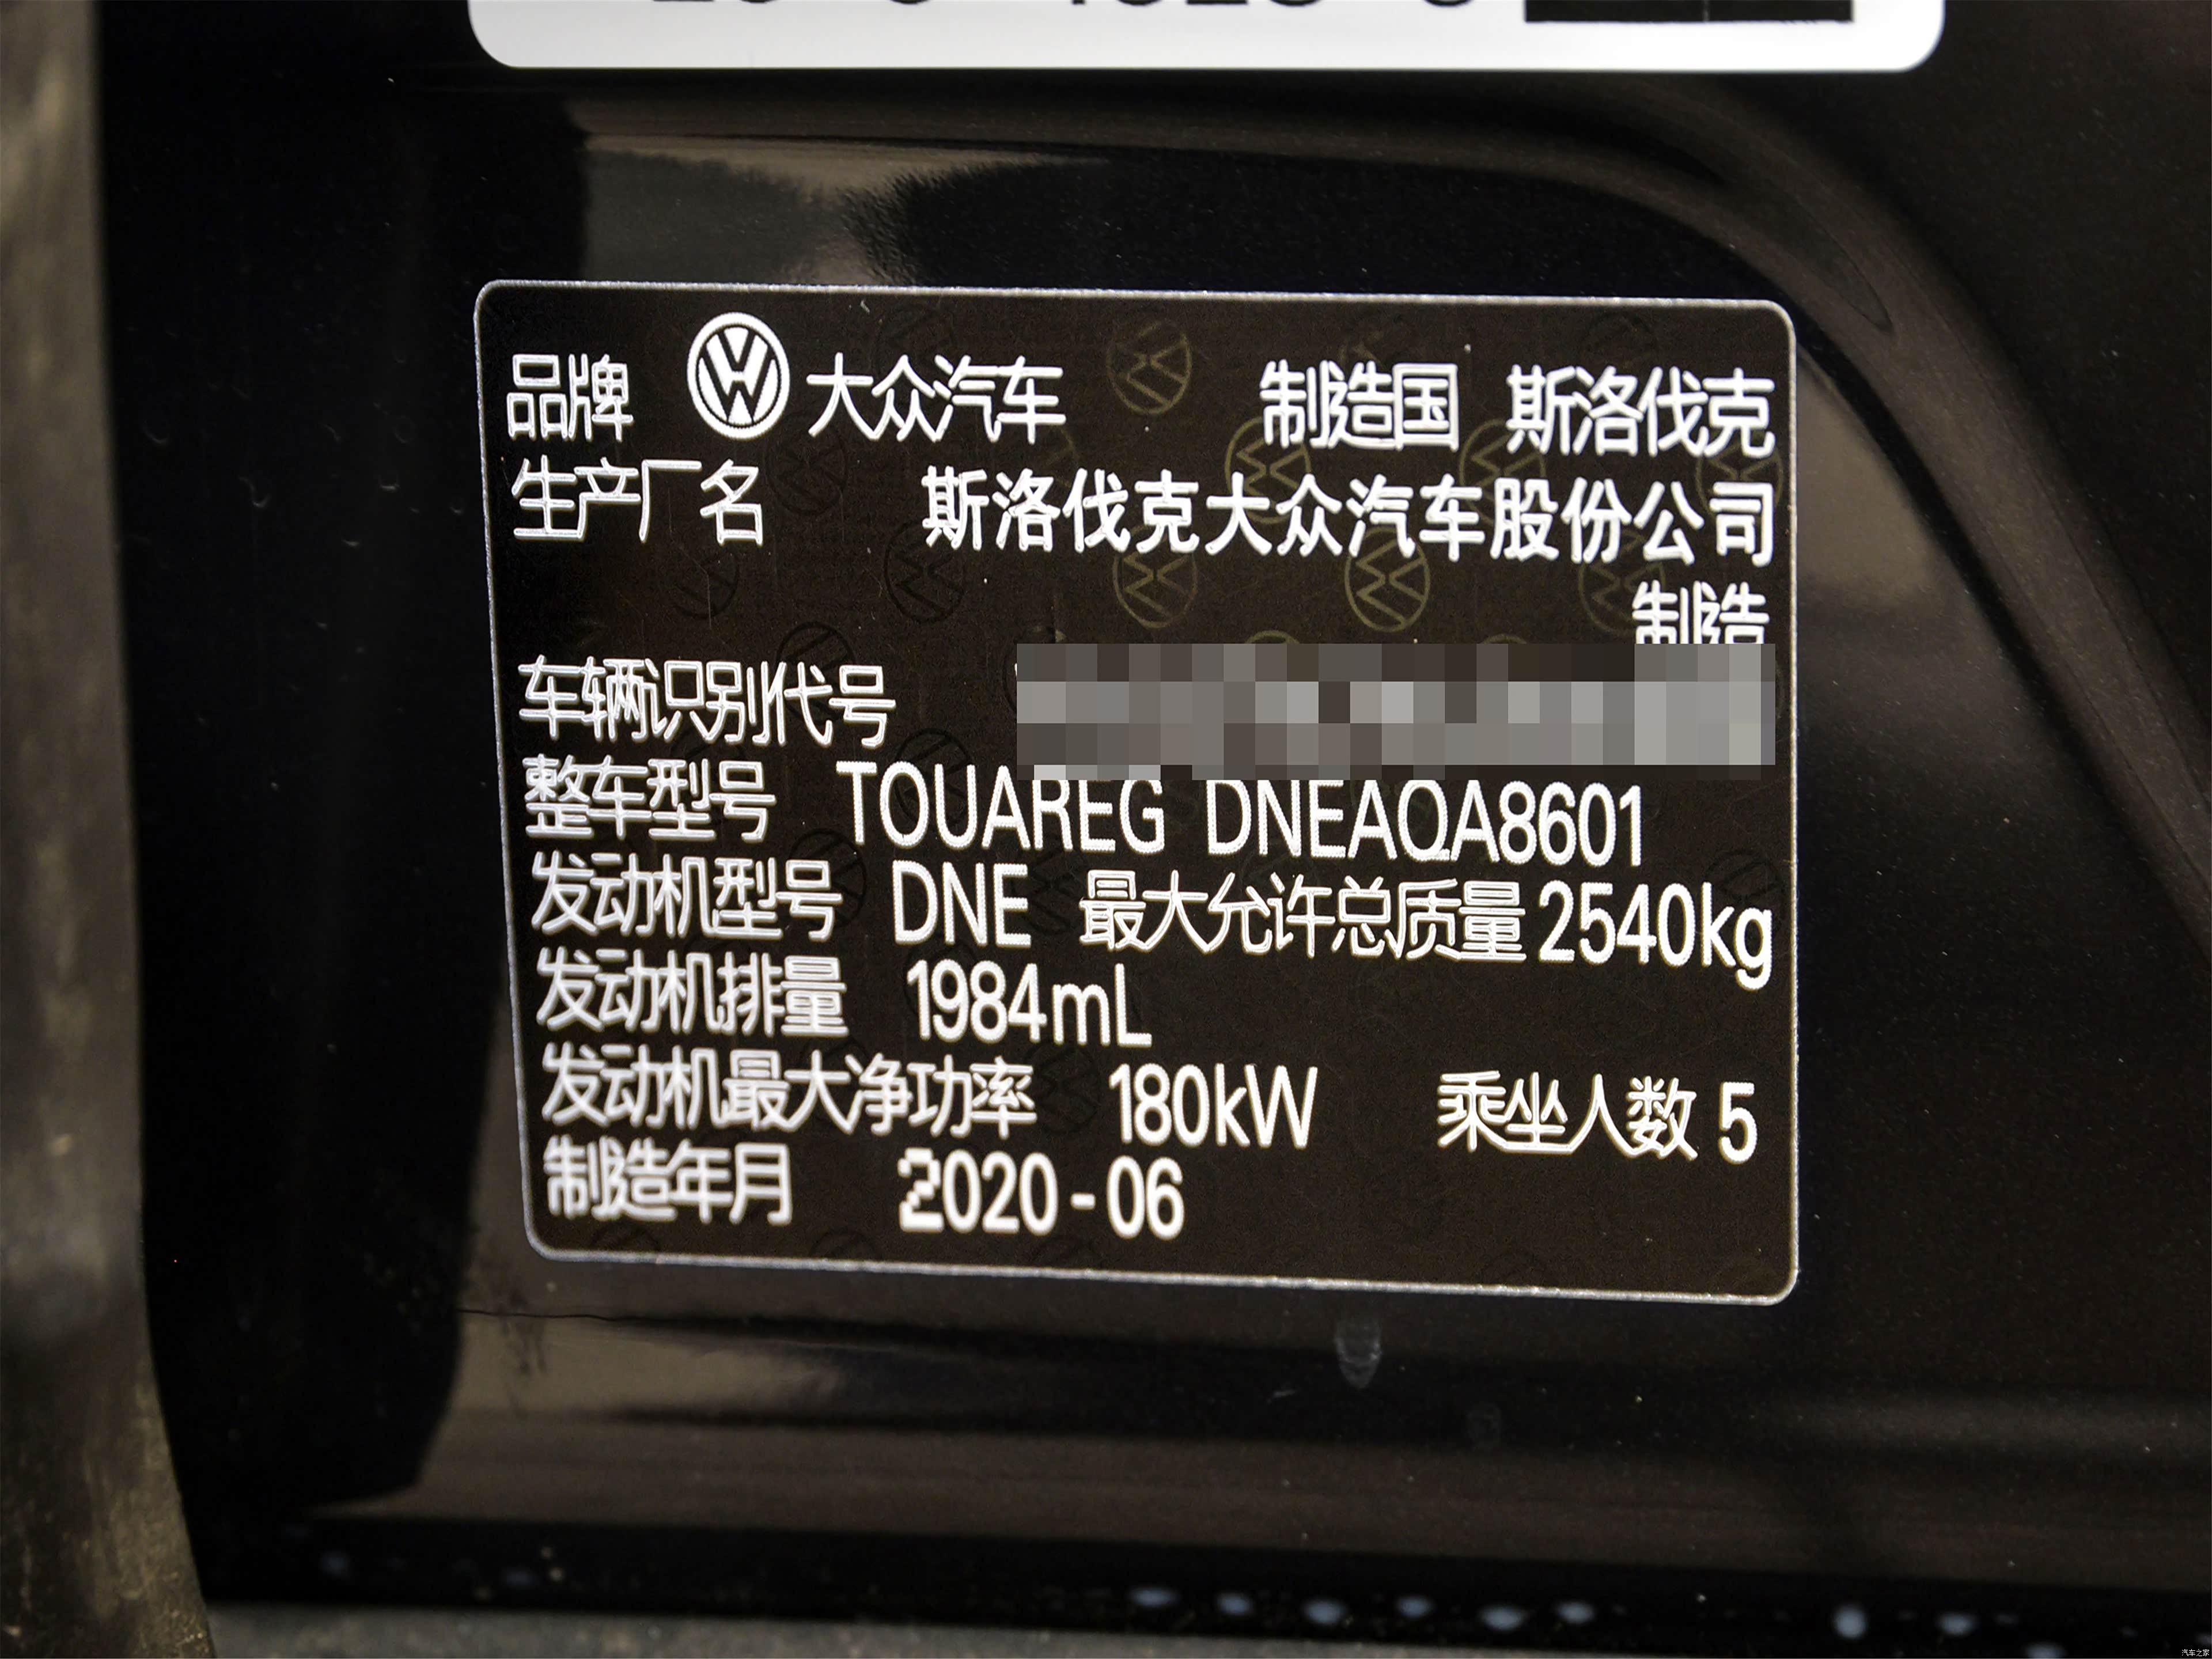 品牌 大众汽车 制造国 斯洛伐克
生产厂名 斯洛伐克大众汽车股份公司
制造
车辆识别代号
整车型号 TOUAREG DNEAQA8601
发动机型号 DNE 最大允许总质量 2540kg
发动机排量 1984mL
发动机最大净功率 180kW 乘坐人数 5
制造年月 2020-06
汽车之家